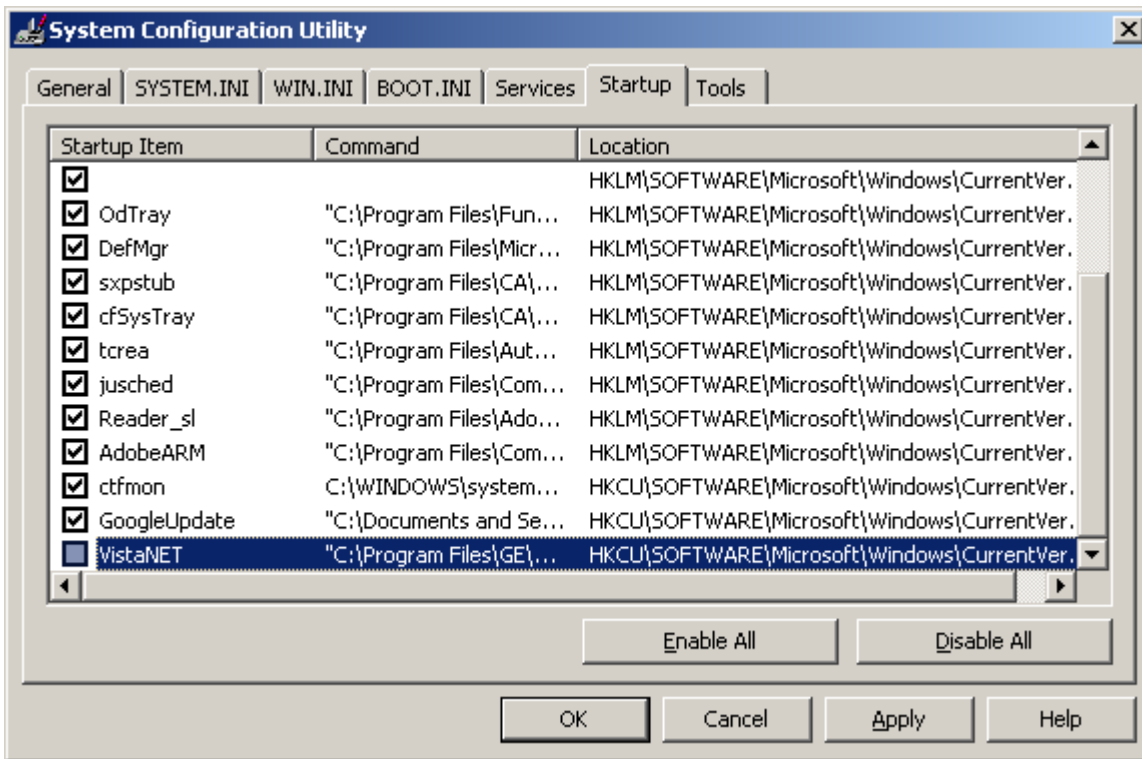 System Configuration Utility
General SYSTEM.INI WIN.INI BOOT.INI Services Startup Tools
Startup Item Command Location
HKLM\SOFTWARE\Microsoft\Windows\CurrentVer.
OdTray "C:\Program Files\Fun... HKLM\SOFTWARE\Microsoft\Windows\CurrentVer.
DefMgr "C:\Program Files\Micr... HKLM\SOFTWARE\Microsoft\Windows\CurrentVer.
sxpstub "C:\Program Files\CA\... HKLM\SOFTWARE\Microsoft\Windows\CurrentVer.
cfSysTray "C:\Program Files\CA\... HKLM\SOFTWARE\Microsoft\Windows\CurrentVer.
tcrea "C:\Program Files\Aut... HKLM\SOFTWARE\Microsoft\Windows\CurrentVer.
jusched "C:\Program Files\Com... HKLM\SOFTWARE\Microsoft\Windows\CurrentVer.
Reader_sl "C:\Program Files\Ado... HKLM\SOFTWARE\Microsoft\Windows\CurrentVer.
AdobeARM "C:\Program Files\Com... HKLM\SOFTWARE\Microsoft\Windows\CurrentVer.
ctfmon C:\WINDOWS\system... HKCU\SOFTWARE\Microsoft\Windows\CurrentVer.
GoogleUpdate "C:\Documents and Se... HKCU\SOFTWARE\Microsoft\Windows\CurrentVer.
VistaNET "C:\Program Files\GE\... HKCU\SOFTWARE\Microsoft\Windows\CurrentVer.
Enable All Disable All
OK Cancel Apply Help